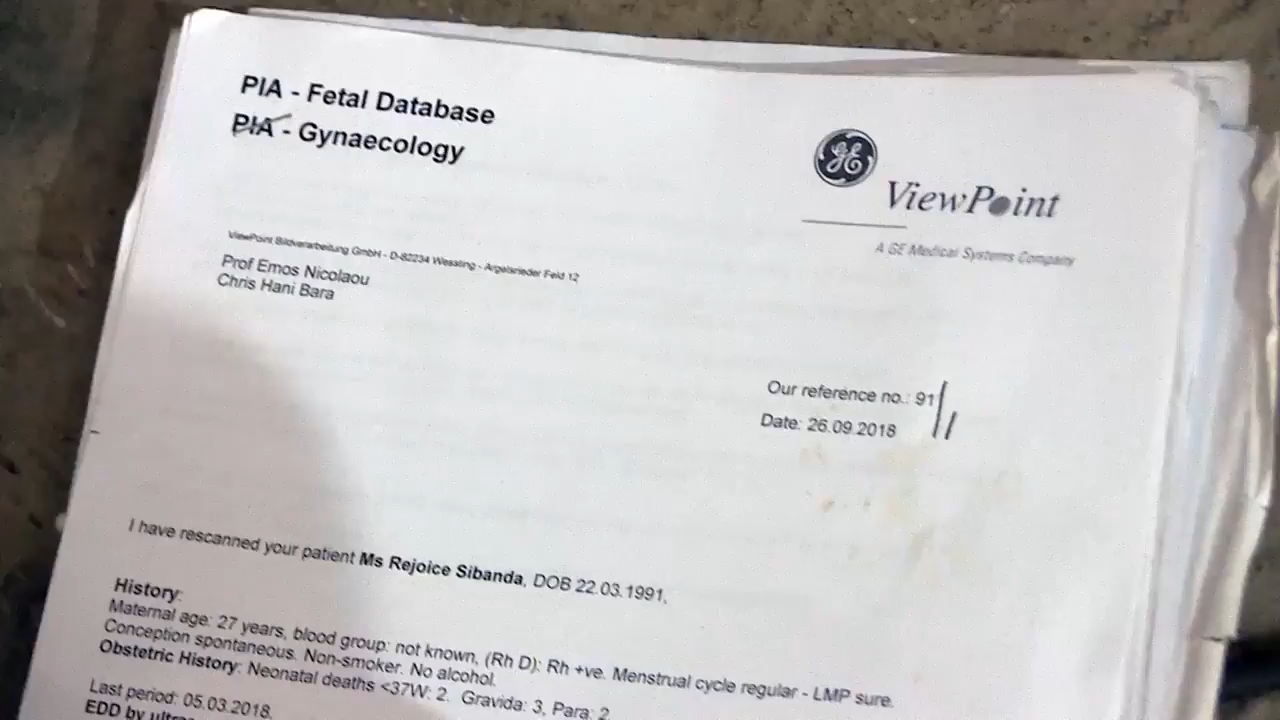 PIA - Fetal Database
PIA - Gynaecology
GE
ViewPoint
A GE Medical Systems Company
ViewPoint Bildverarbeitung GmbH - D-82234 Wessling - Argelsrieder Feld 12
Prof Emos Nicolaou
Chris Hani Bara
Our reference no.: 91
Date: 26.09.2018
I have rescanned your patient Ms Rejoice Sibanda, DOB 22.03.1991,
History:
Maternal age: 27 years, blood group: not known, (Rh D): Rh +ve. Menstrual cycle regular - LMP sure.
Conception spontaneous. Non-smoker. No alcohol.
Obstetric History: Neonatal deaths <37W: 2. Gravida: 3, Para: 2
Last period: 05.03.2018.
EDD by